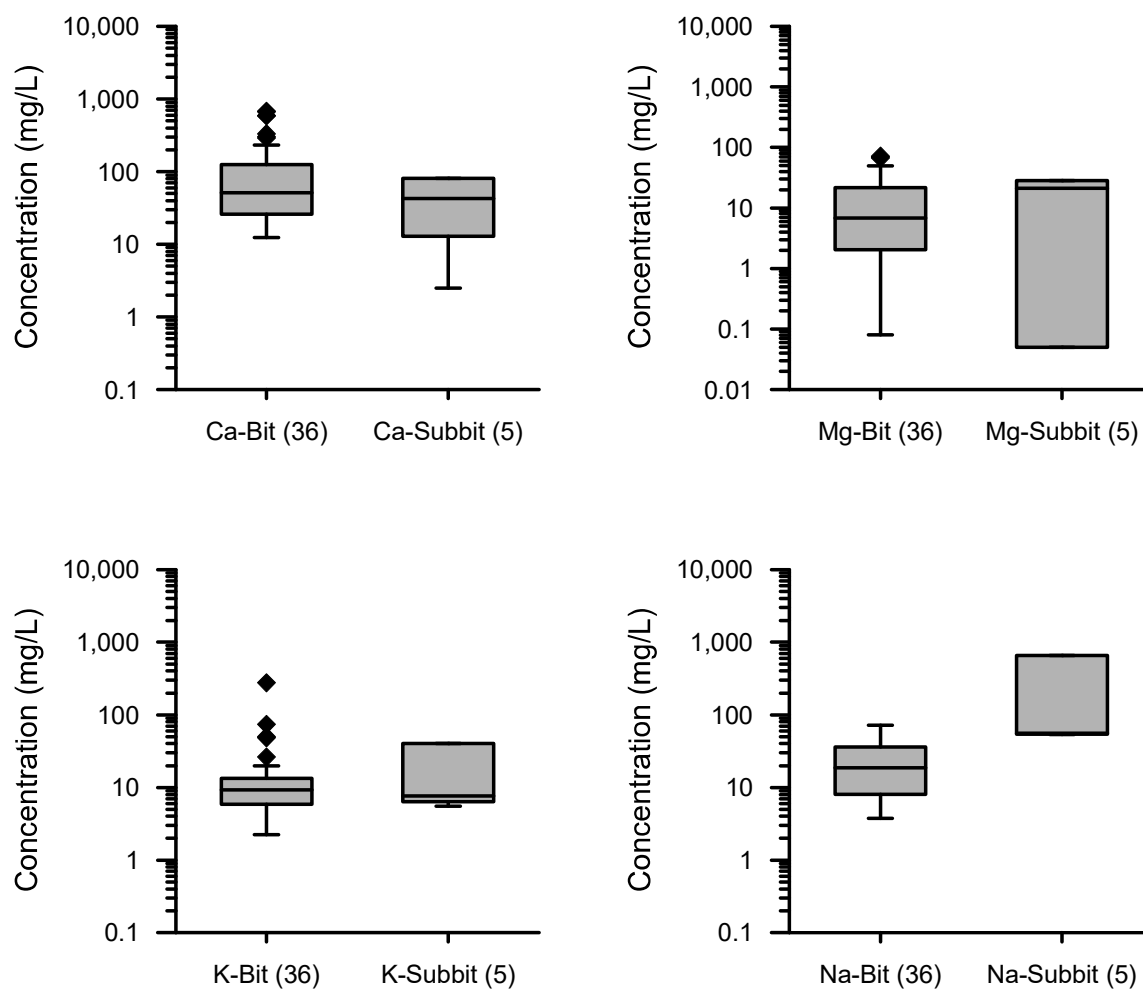 Concentration (mg/L)
10,000
1,000
100
10
1
0.1
Ca-Bit (36)
Ca-Subbit (5)
Concentration (mg/L)
10,000
1,000
100
10
1
0.1
0.01
Mg-Bit (36)
Mg-Subbit (5)
Concentration (mg/L)
10,000
1,000
100
10
1
0.1
K-Bit (36)
K-Subbit (5)
Concentration (mg/L)
10,000
1,000
100
10
1
0.1
Na-Bit (36)
Na-Subbit (5)